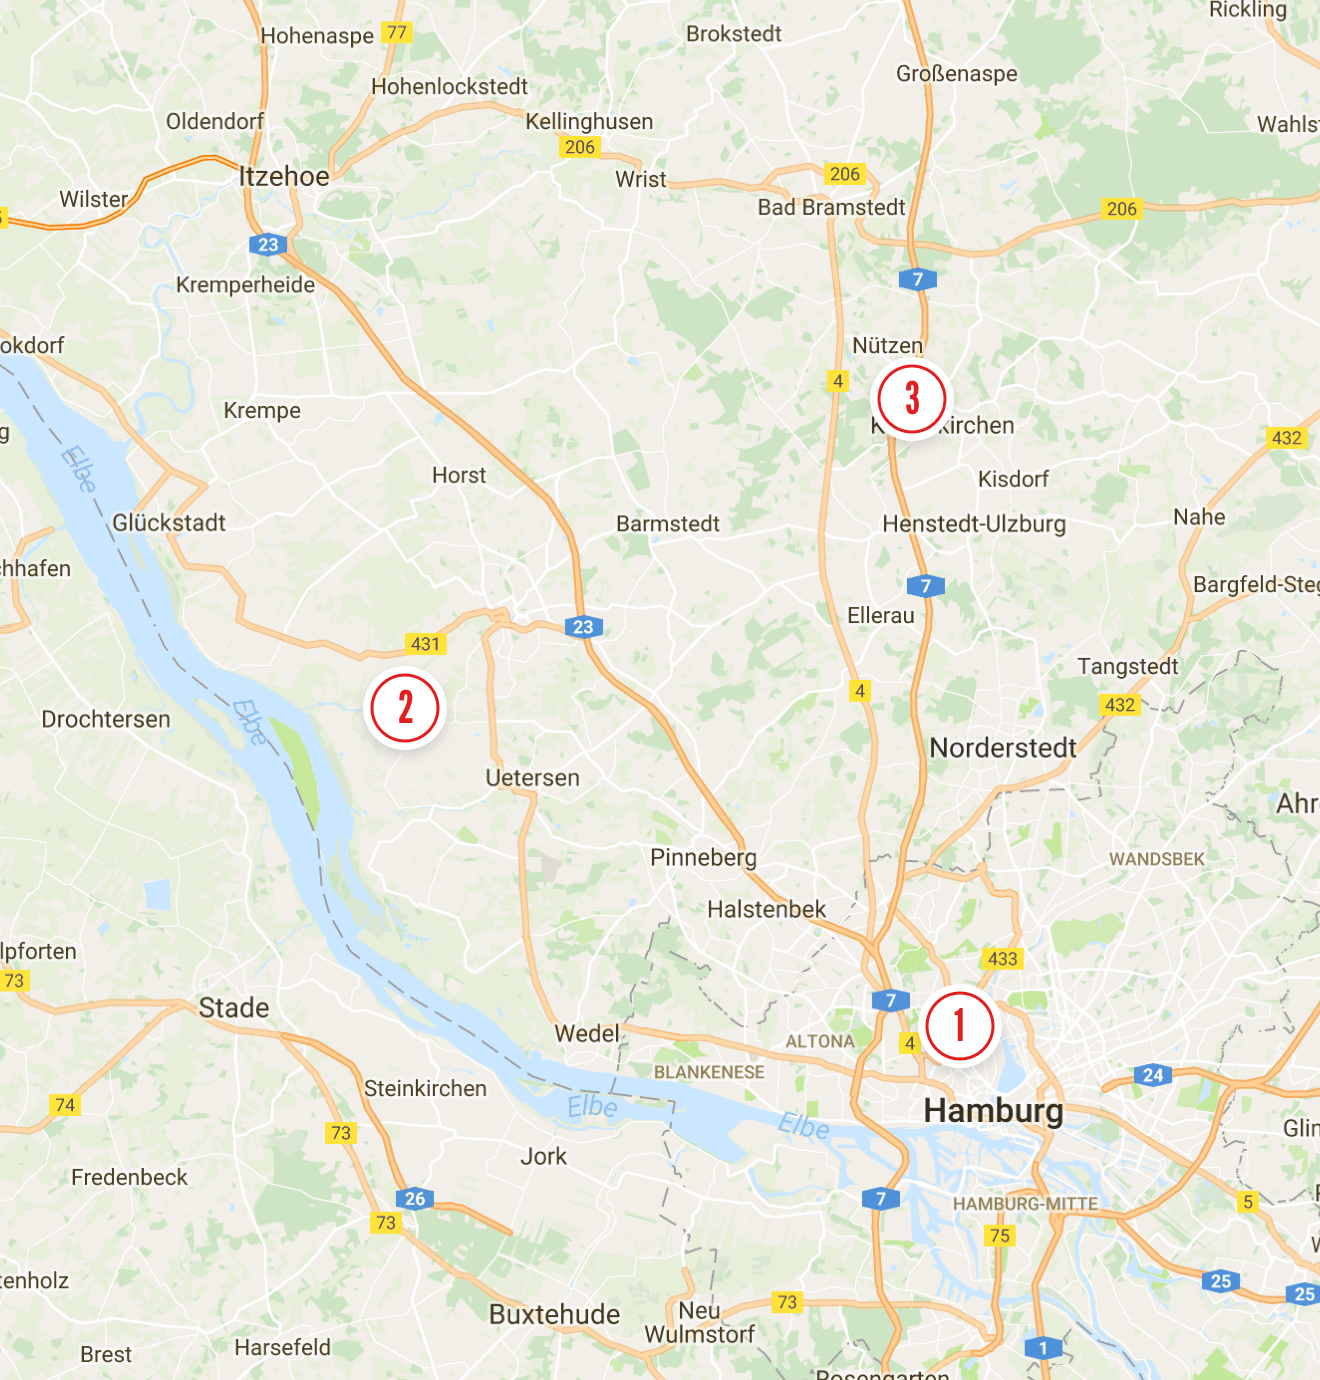 Rickling
Hohenaspe
77
Brokstedt
Großenaspe
Hohenlockstedt
Oldendorf
Kellinghusen
206
Itzehoe
Wrist
206
Wilster
Bad Bramstedt
206
23
7
Kremperheide
okdorf
Nützen
4
3
Krempe
kirchen
432
Elbe
Horst
Kisdorf
Glückstadt
Barmstedt
Henstedt-Ulzburg
Nahe
7
Bargfeld-Steg
Ellerau
23
431
Tangstedt
4
432
2
Drochtersen
Elbe
Norderstedt
Uetersen
Ahr
Pinneberg
WANDSBEK
Halstenbek
lpforten
433
73
Stade
7
1
Wedel
ALTONA
4
BLANKENESE
24
Steinkirchen
Elbe
Hamburg
74
Elbe
Glin
73
Jork
Fredenbeck
26
7
HAMBURG-MITTE
5
73
75
tenholz
25
25
Buxtehude
73
Neu
Wulmstorf
Harsefeld
1
Brest
Rosengarten